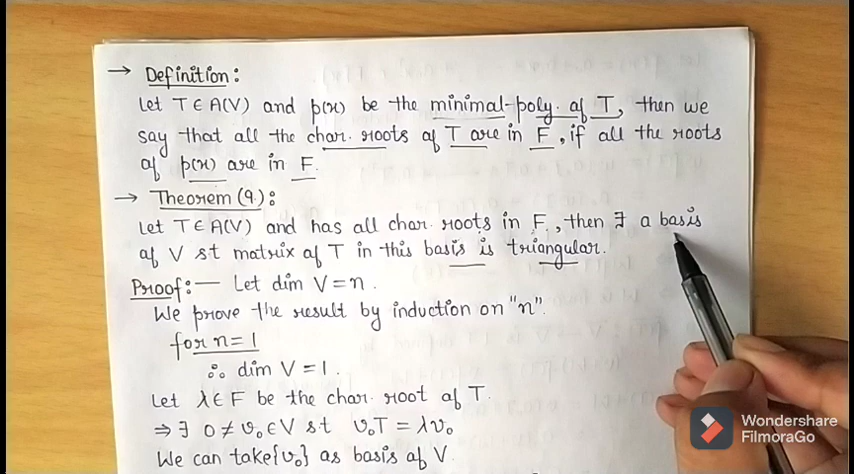 → Definition:
Let T ∈ A(V) and p(x) be the minimal-poly. of T, then we
say that all the char. roots of T are in F, if all the roots
of p(x) are in F.
→ Theorem (9.):
Let T ∈ A(V) and has all char. roots in F, then ∃ a basis
of V st matrix of T in this basis is triangular.
Proof:— Let dim V = n.
We prove the result by induction on "n".
for n=1
∴ dim V = 1.
Let λ ∈ F be the char. root of T.
⇒ ∃ 0 ≠ v₀ ∈ V st v₀T = λv₀
We can take {v₀} as basis of V.
Wondershare
FilmoraGo